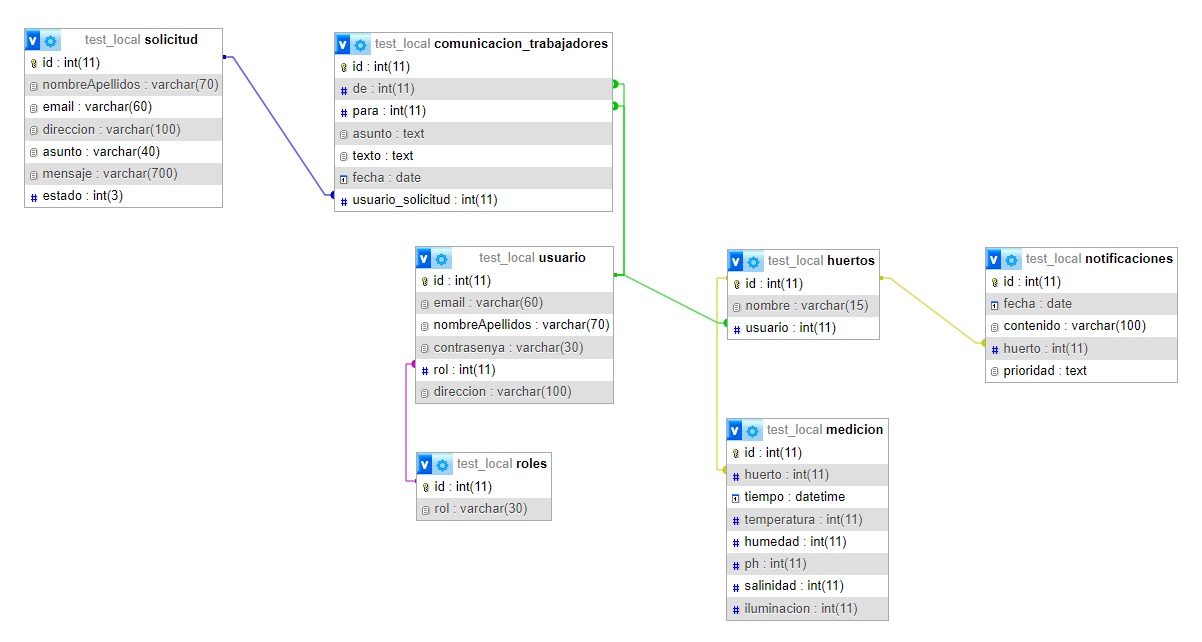 test_local solicitud
id : int(11)
nombreApellidos : varchar(70)
email : varchar(60)
direccion : varchar(100)
asunto : varchar(40)
mensaje : varchar(700)
estado : int(3)
test_local comunicacion_trabajadores
id : int(11)
de : int(11)
para : int(11)
asunto : text
texto : text
fecha : date
usuario_solicitud : int(11)
test_local usuario
id : int(11)
email : varchar(60)
nombreApellidos : varchar(70)
contrasenya : varchar(30)
rol : int(11)
direccion : varchar(100)
test_local roles
id : int(11)
rol : varchar(30)
test_local huertos
id : int(11)
nombre : varchar(15)
usuario : int(11)
test_local medicion
id : int(11)
huerto : int(11)
tiempo : datetime
temperatura : int(11)
humedad : int(11)
ph : int(11)
salinidad : int(11)
iluminacion : int(11)
test_local notificaciones
id : int(11)
fecha : date
contenido : varchar(100)
huerto : int(11)
prioridad : text